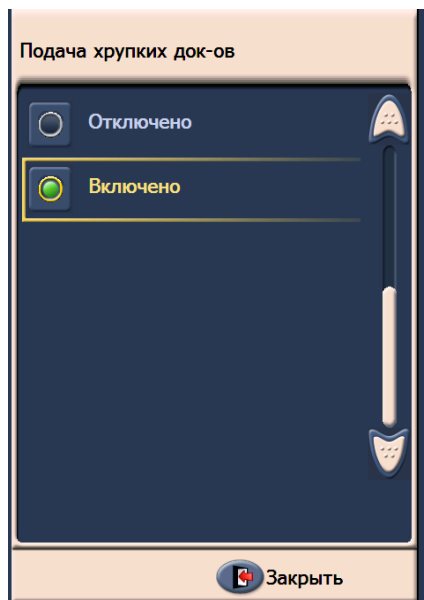 Подача хрупких док-ов
Отключено
Включено
Закрыть